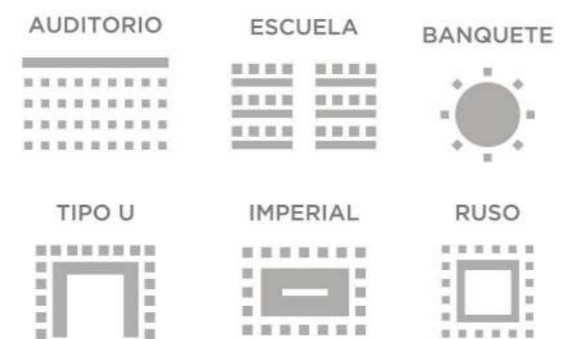 AUDITORIO
ESCUELA
BANQUETE
TIPO U
IMPERIAL
RUSO